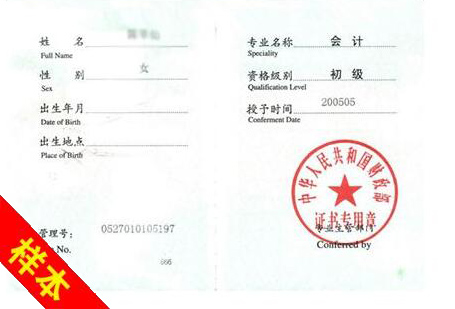 姓 名
Full Name
性 别 女
Sex
出生年月
Date of Birth
出生地点
Place of Birth
管理号: 0527010105197
No.
666
样本
专业名称 会 计
Speciality
资格级别 初 级
Qualification Level
授予时间 200505
Conferment Date
中华人民共和国财政部
证书专用章
专业主管部门
Conferred by